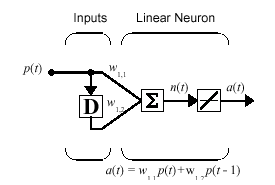 Inputs Linear Neuron
p(t) w1,1 n(t) a(t)
D w1,2 Σ
a(t) = w1,1 p(t)+w1,2 p(t - 1)